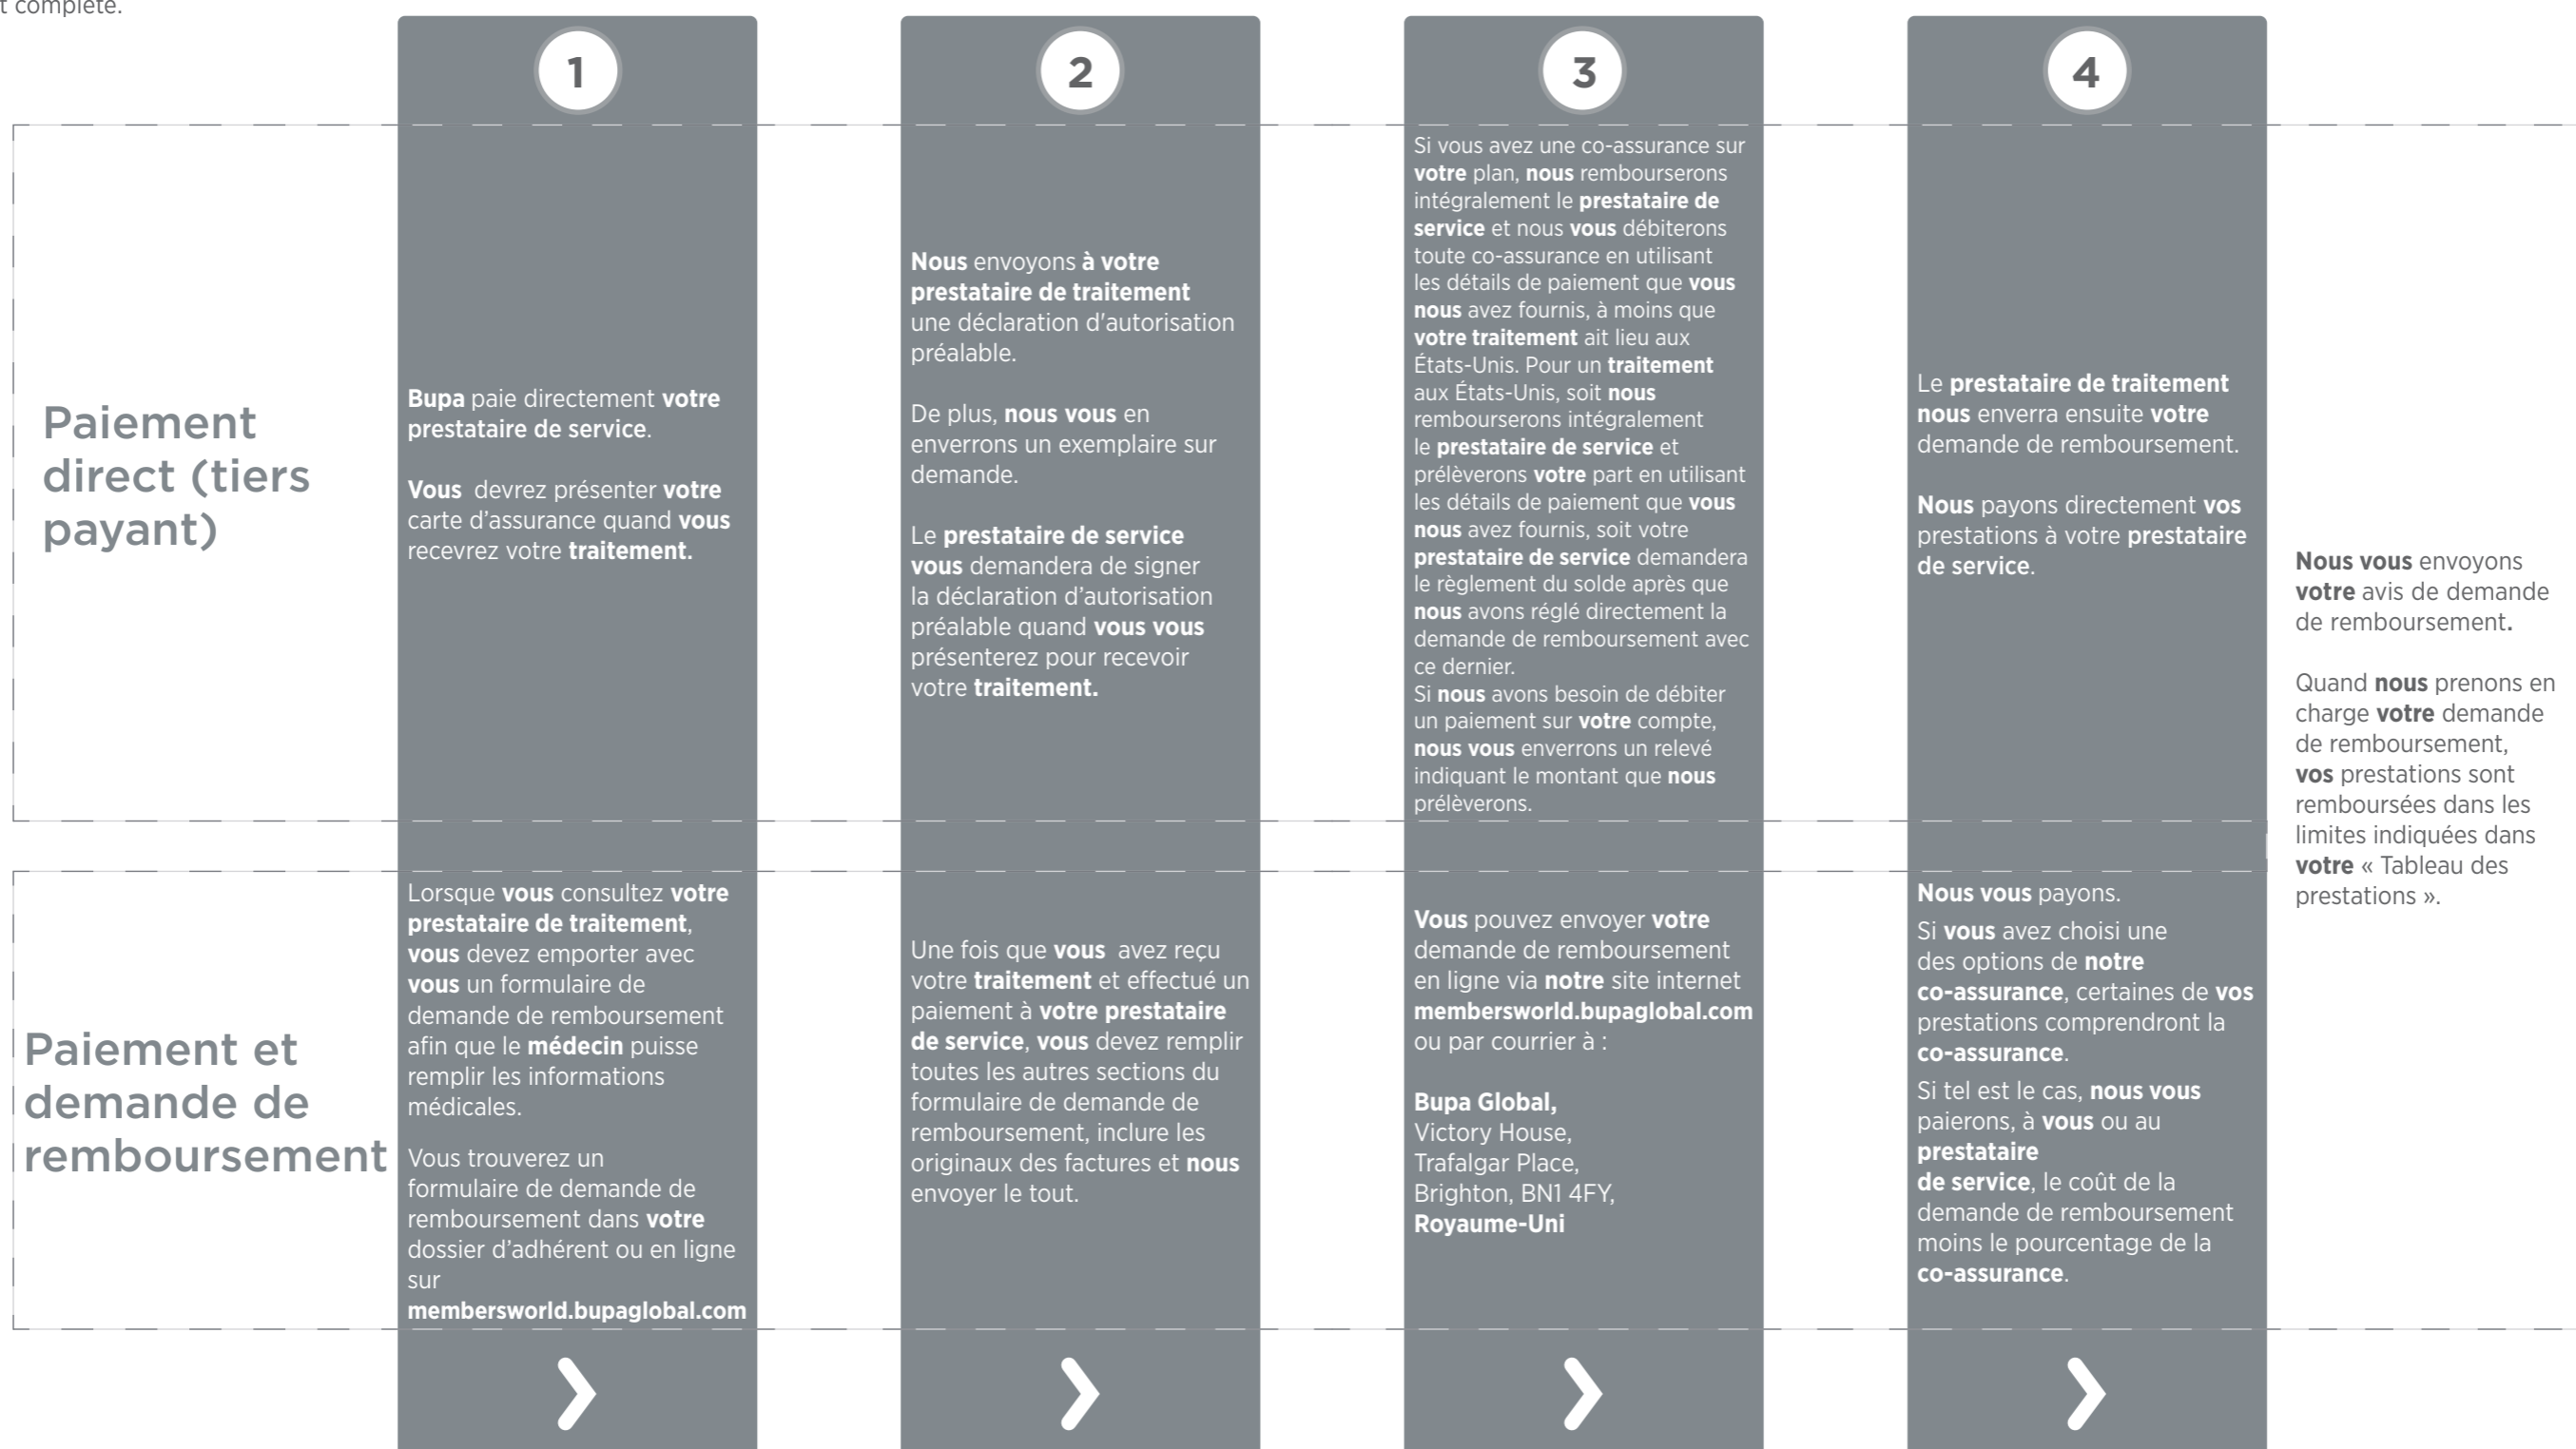 t complète.
1
2
3
4
Paiement
direct (tiers
payant)
Bupa paie directement votre
prestataire de service.
Vous devrez présenter votre
carte d’assurance quand vous
recevrez votre traitement.
Nous envoyons à votre
prestataire de traitement
une déclaration d'autorisation
préalable.
De plus, nous vous en
enverrons un exemplaire sur
demande.
Le prestataire de service
vous demandera de signer
la déclaration d’autorisation
préalable quand vous vous
présenterez pour recevoir
votre traitement.
Si vous avez une co-assurance sur
votre plan, nous rembourserons
intégralement le prestataire de
service et nous vous débiterons
toute co-assurance en utilisant
les détails de paiement que vous
nous avez fournis, à moins que
votre traitement ait lieu aux
États-Unis. Pour un traitement
aux États-Unis, soit nous
rembourserons intégralement
le prestataire de service et
prélèverons votre part en utilisant
les détails de paiement que vous
nous avez fournis, soit votre
prestataire de service demandera
le règlement du solde après que
nous avons réglé directement la
demande de remboursement avec
ce dernier.
Si nous avons besoin de débiter
un paiement sur votre compte,
nous vous enverrons un relevé
indiquant le montant que nous
prélèverons.
Le prestataire de traitement
nous enverra ensuite votre
demande de remboursement.
Nous payons directement vos
prestations à votre prestataire
de service.
Nous vous envoyons
votre avis de demande
de remboursement.
Quand nous prenons en
charge votre demande
de remboursement,
vos prestations sont
remboursées dans les
limites indiquées dans
votre « Tableau des
prestations ».
Paiement et
demande de
remboursement
Lorsque vous consultez votre
prestataire de traitement,
vous devez emporter avec
vous un formulaire de
demande de remboursement
afin que le médecin puisse
remplir les informations
médicales.
Vous trouverez un
formulaire de demande de
remboursement dans votre
dossier d’adhérent ou en ligne
sur
membersworld.bupaglobal.com
Une fois que vous avez reçu
votre traitement et effectué un
paiement à votre prestataire
de service, vous devez remplir
toutes les autres sections du
formulaire de demande de
remboursement, inclure les
originaux des factures et nous
envoyer le tout.
Vous pouvez envoyer votre
demande de remboursement
en ligne via notre site internet
membersworld.bupaglobal.com
ou par courrier à :
Bupa Global,
Victory House,
Trafalgar Place,
Brighton, BN1 4FY,
Royaume-Uni
Nous vous payons.
Si vous avez choisi une
des options de notre
co-assurance, certaines de vos
prestations comprendront la
co-assurance.
Si tel est le cas, nous vous
paierons, à vous ou au
prestataire
de service, le coût de la
demande de remboursement
moins le pourcentage de la
co-assurance.